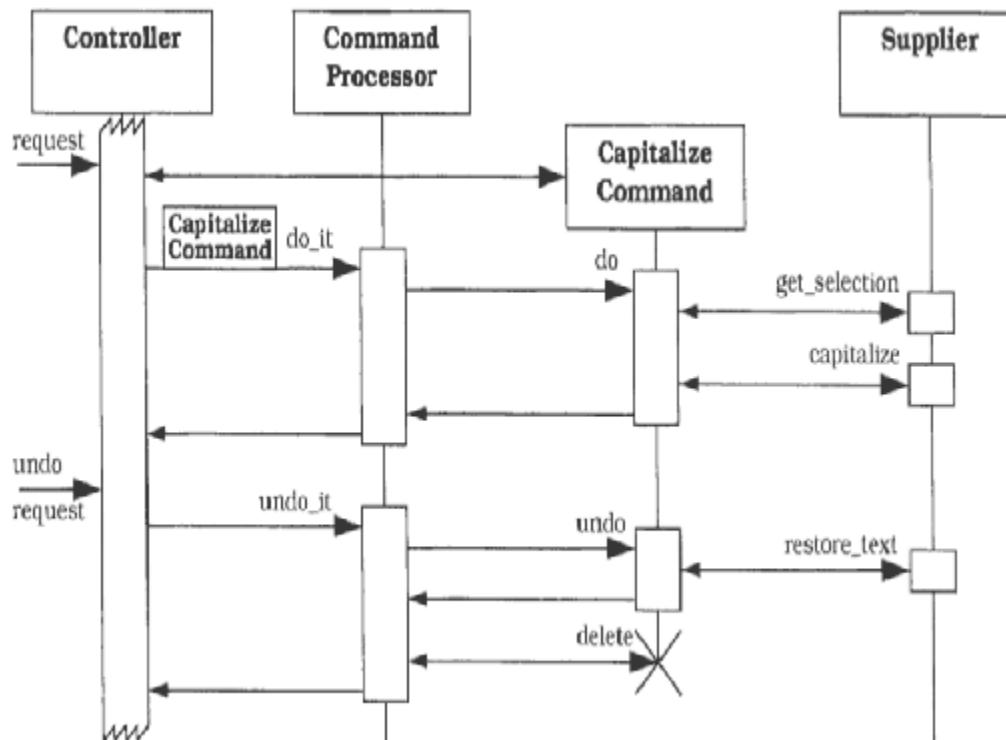 Controller
Command
Processor
Supplier
request
Capitalize
Command
Capitalize
Command
do_it
do
get_selection
capitalize
undo
request
undo_it
undo
restore_text
delete